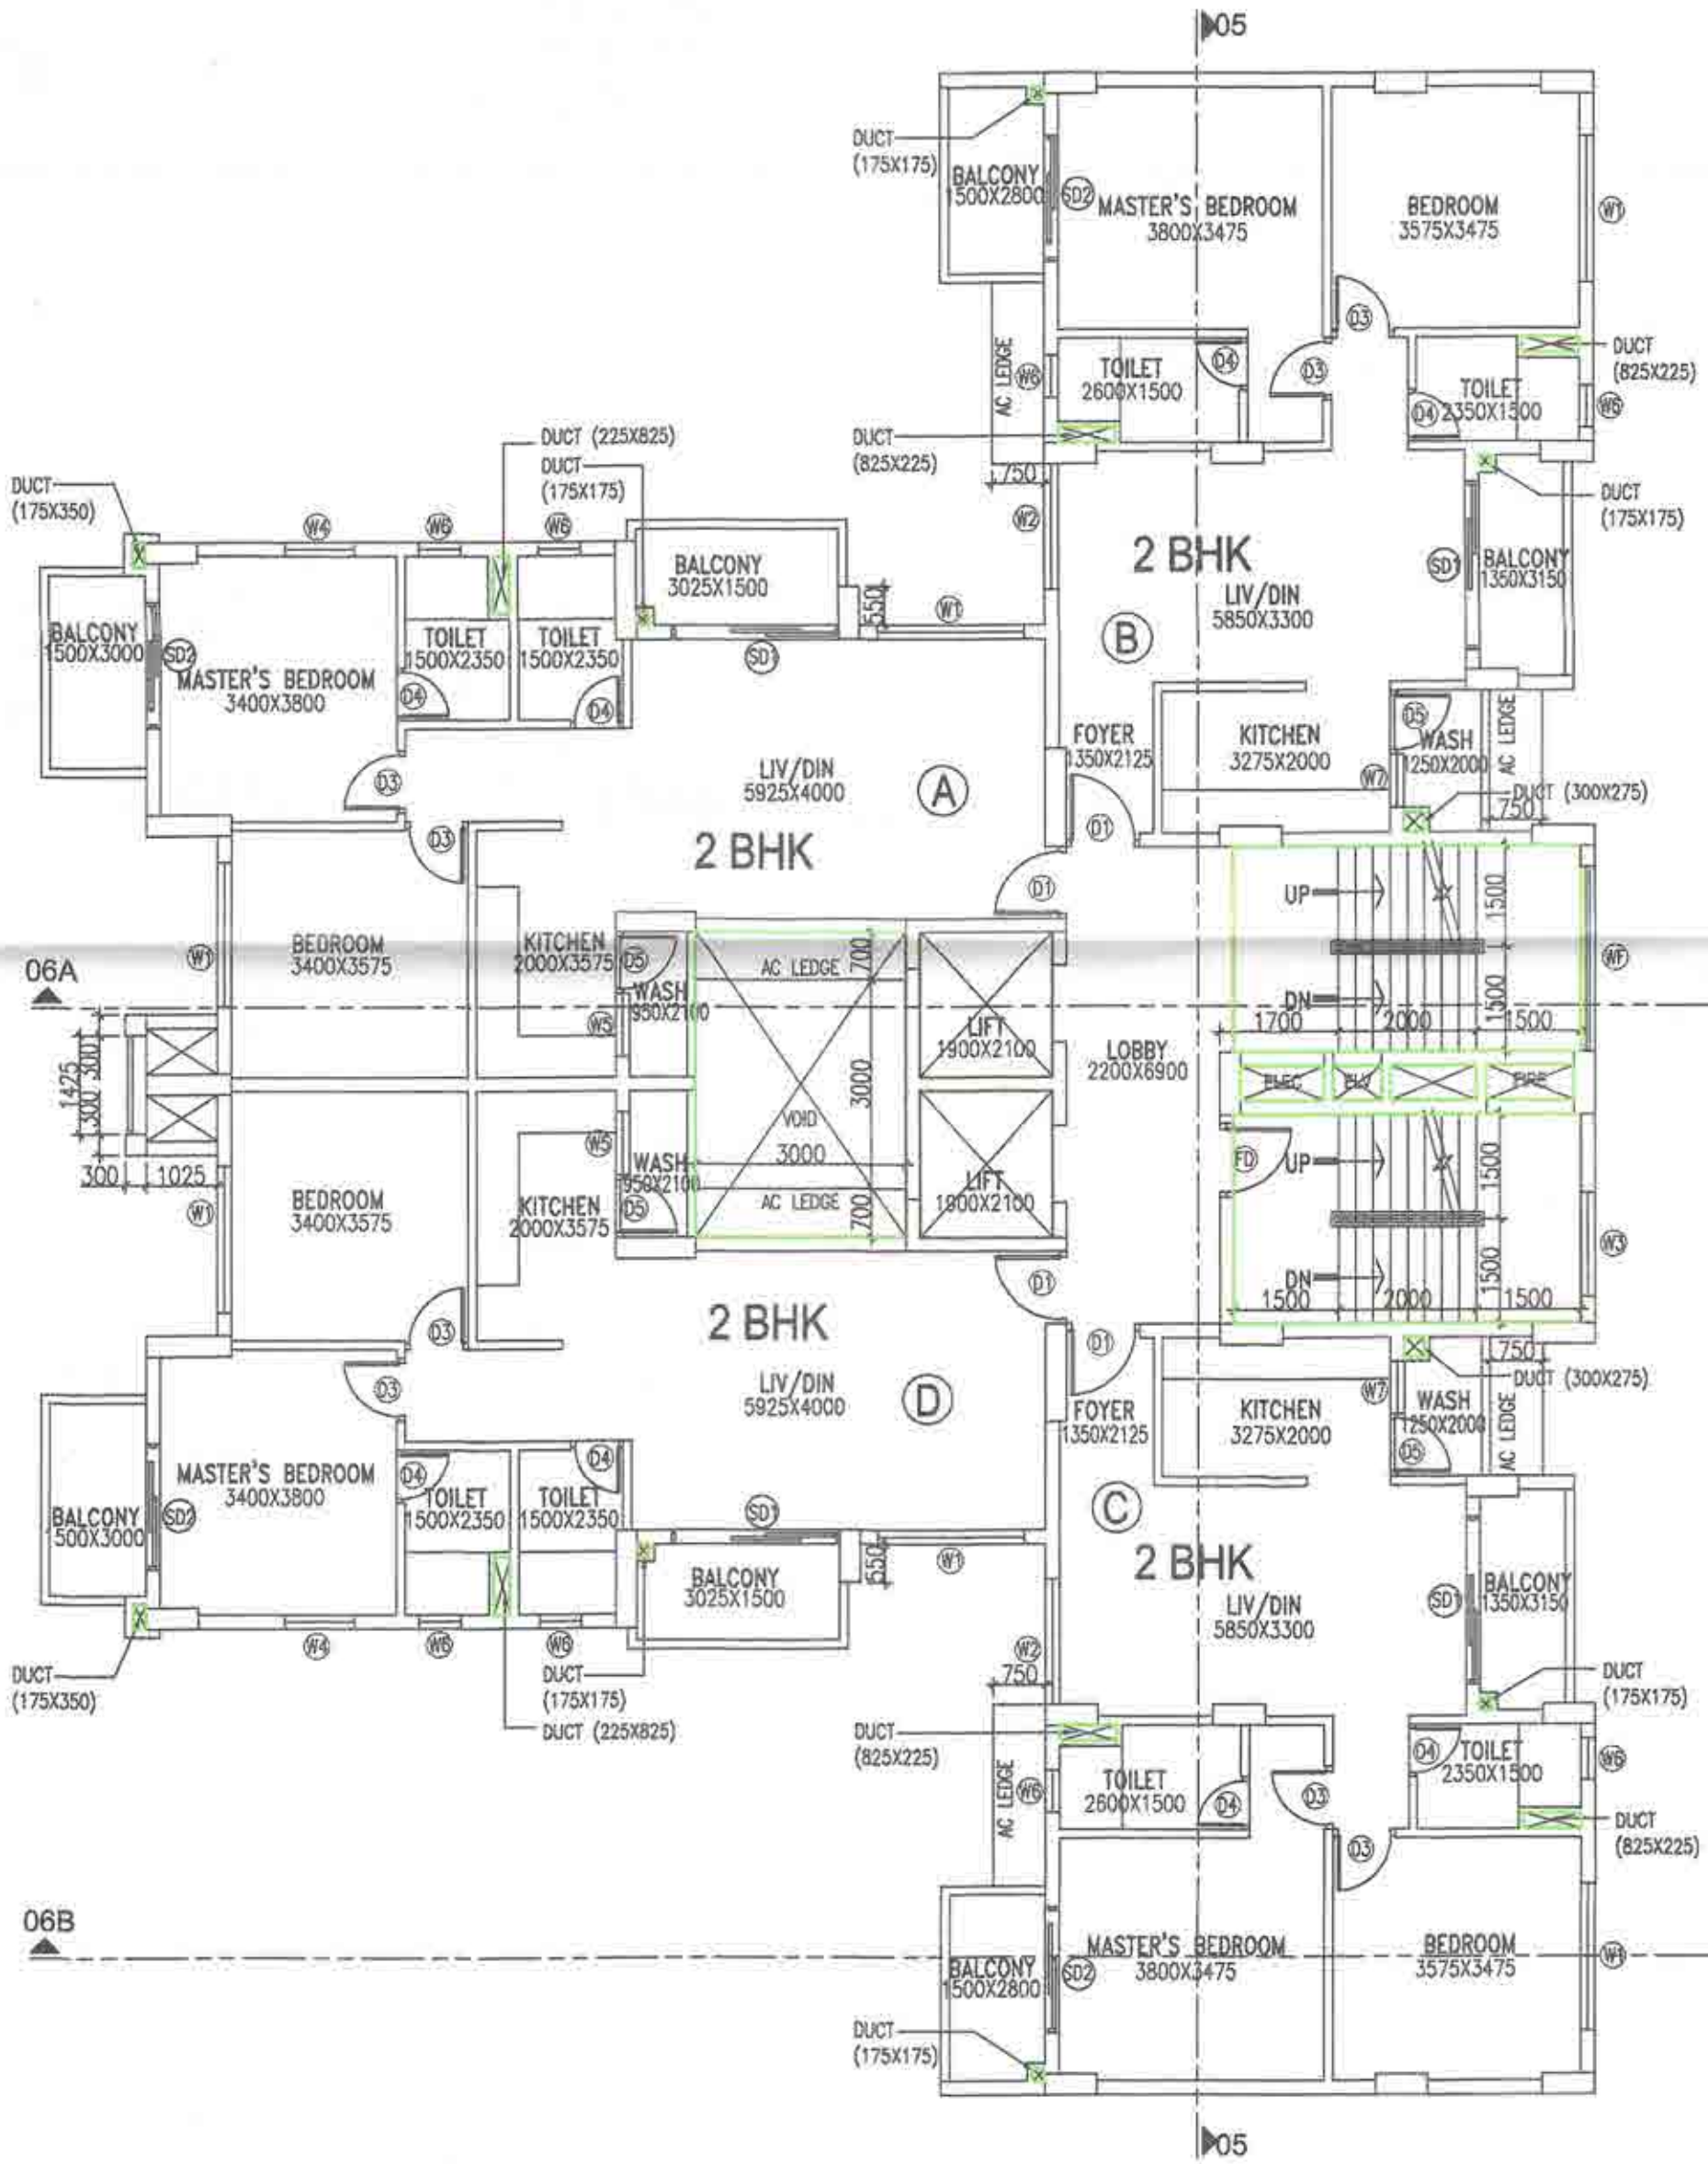 05
DUCT
(175X175)
BALCONY
1500X2800
SD2
MASTER'S BEDROOM
3800X3475
BEDROOM
3575X3475
W1
D3
AC LEDGE
W6
TOILET
2600X1500
D4
D3
DUCT
(825X225)
TOILET
2350X1500
D4
W6
DUCT (225X825)
DUCT
(175X175)
DUCT
(825X225)
750
DUCT
(175X350)
W4
W6
W6
W2
DUCT
(175X175)
BALCONY
3025X1500
550
W1
2 BHK
LIV/DIN
5850X3300
SD1
BALCONY
1350X3150
BALCONY
1500X3000
SD2
MASTER'S BEDROOM
3400X3800
TOILET
1500X2350
TOILET
1500X2350
D4
D4
SD1
B
D3
LIV/DIN
5925X4000
A
FOYER
1350X2125
KITCHEN
3275X2000
D5
WASH
1250X2000
W7
AC LEDGE
DUCT (300X275)
750
D3
2 BHK
D1
D1
UP
1500
06A
W1
BEDROOM
3400X3575
KITCHEN
2000X3575
D5
WASH
950X2100
W5
AC LEDGE
700
LIFT
1900X2100
LOBBY
2200X6900
DN
1500
1700
2000
1500
WF
300
1425
300
300
1025
3000
VOID
3000
ELEC
ELV
FIRE
W1
BEDROOM
3400X3575
KITCHEN
2000X3575
W5
WASH
950X2100
D5
AC LEDGE
700
LIFT
1900X2100
FD
UP
1500
DN
1500
1500
2000
1500
W3
D3
2 BHK
D1
D1
750
DUCT (300X275)
D3
LIV/DIN
5925X4000
D
FOYER
1350X2125
KITCHEN
3275X2000
W7
WASH
1250X2000
D5
AC LEDGE
MASTER'S BEDROOM
3400X3800
BALCONY
500X3000
SD2
D4
TOILET
1500X2350
D4
TOILET
1500X2350
SD1
W1
550
C
2 BHK
LIV/DIN
5850X3300
SD1
BALCONY
1350X3150
BALCONY
3025X1500
W4
W6
W6
W2
750
DUCT
(175X350)
DUCT
(175X175)
DUCT (225X825)
DUCT
(175X175)
DUCT
(825X225)
AC LEDGE
W6
TOILET
2600X1500
D4
D3
D4
TOILET
2350X1500
W6
DUCT
(825X225)
D3
06B
BALCONY
1500X2800
SD2
MASTER'S BEDROOM
3800X3475
BEDROOM
3575X3475
W1
DUCT
(175X175)
05